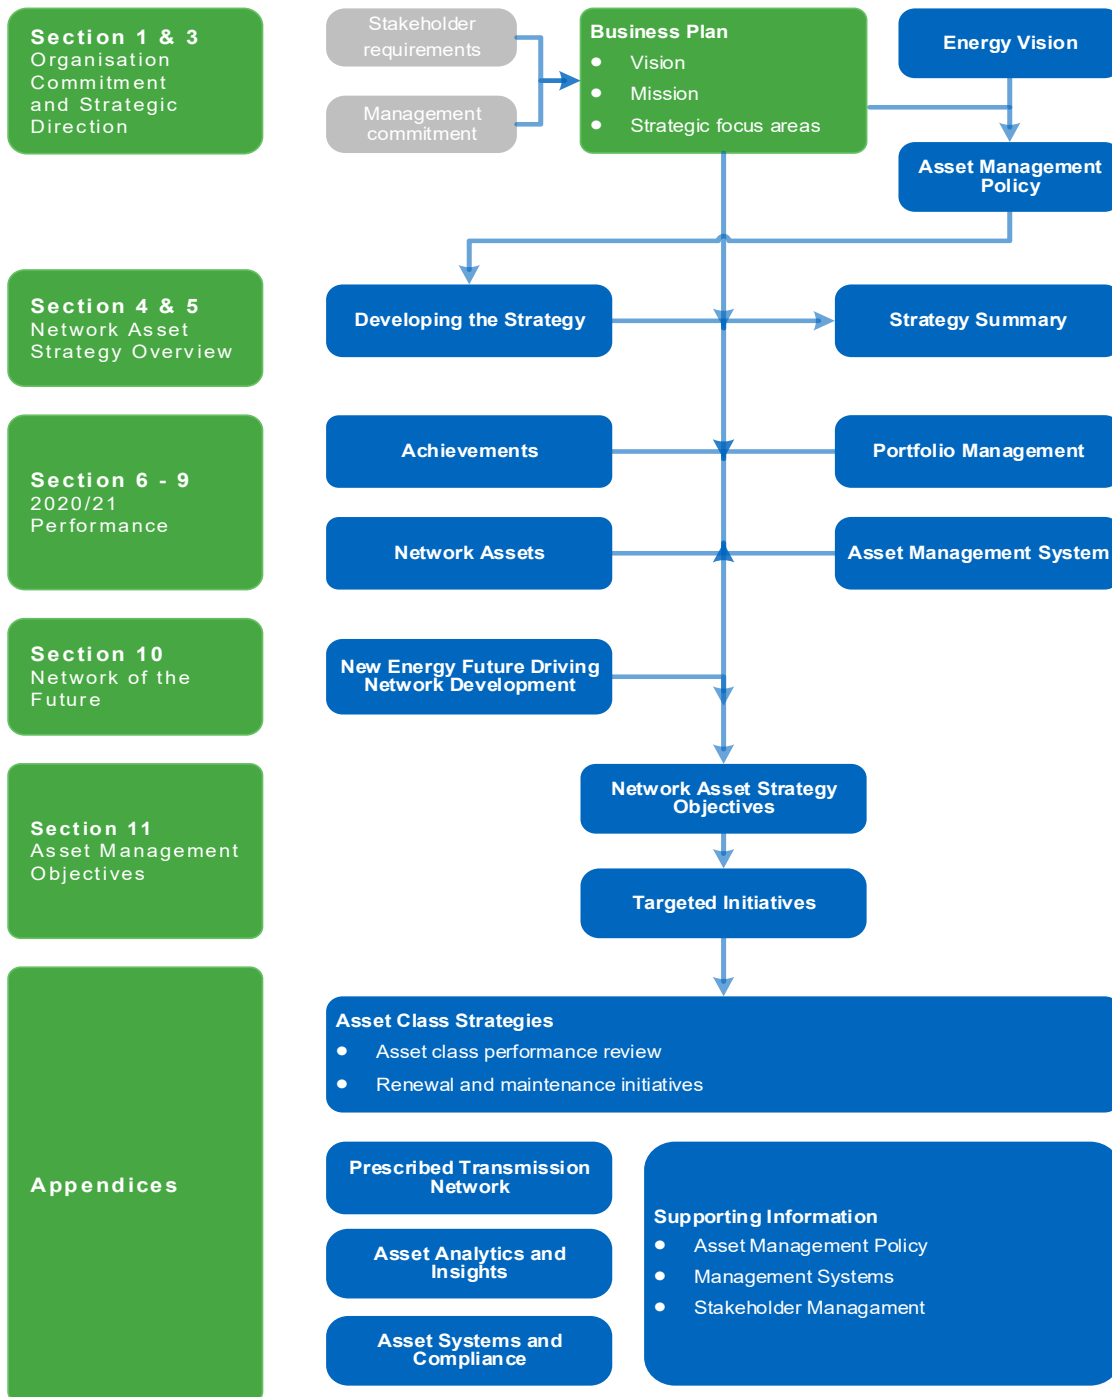 Section 1 & 3
Organisation
Commitment
and Strategic
Direction
Stakeholder
requirements
Management
commitment
Business Plan
● Vision
● Mission
● Strategic focus areas
Energy Vision
Asset Management
Policy
Section 4 & 5
Network Asset
Strategy Overview
Developing the Strategy
Strategy Summary
Section 6 - 9
2020/21
Performance
Achievements
Portfolio Management
Network Assets
Asset Management System
Section 10
Network of the
Future
New Energy Future Driving
Network Development
Section 11
Asset Management
Objectives
Network Asset Strategy
Objectives
Targeted Initiatives
Appendices
Asset Class Strategies
● Asset class performance review
● Renewal and maintenance initiatives
Prescribed Transmission
Network
Asset Analytics and
Insights
Asset Systems and
Compliance
Supporting Information
● Asset Management Policy
● Management Systems
● Stakeholder Managament